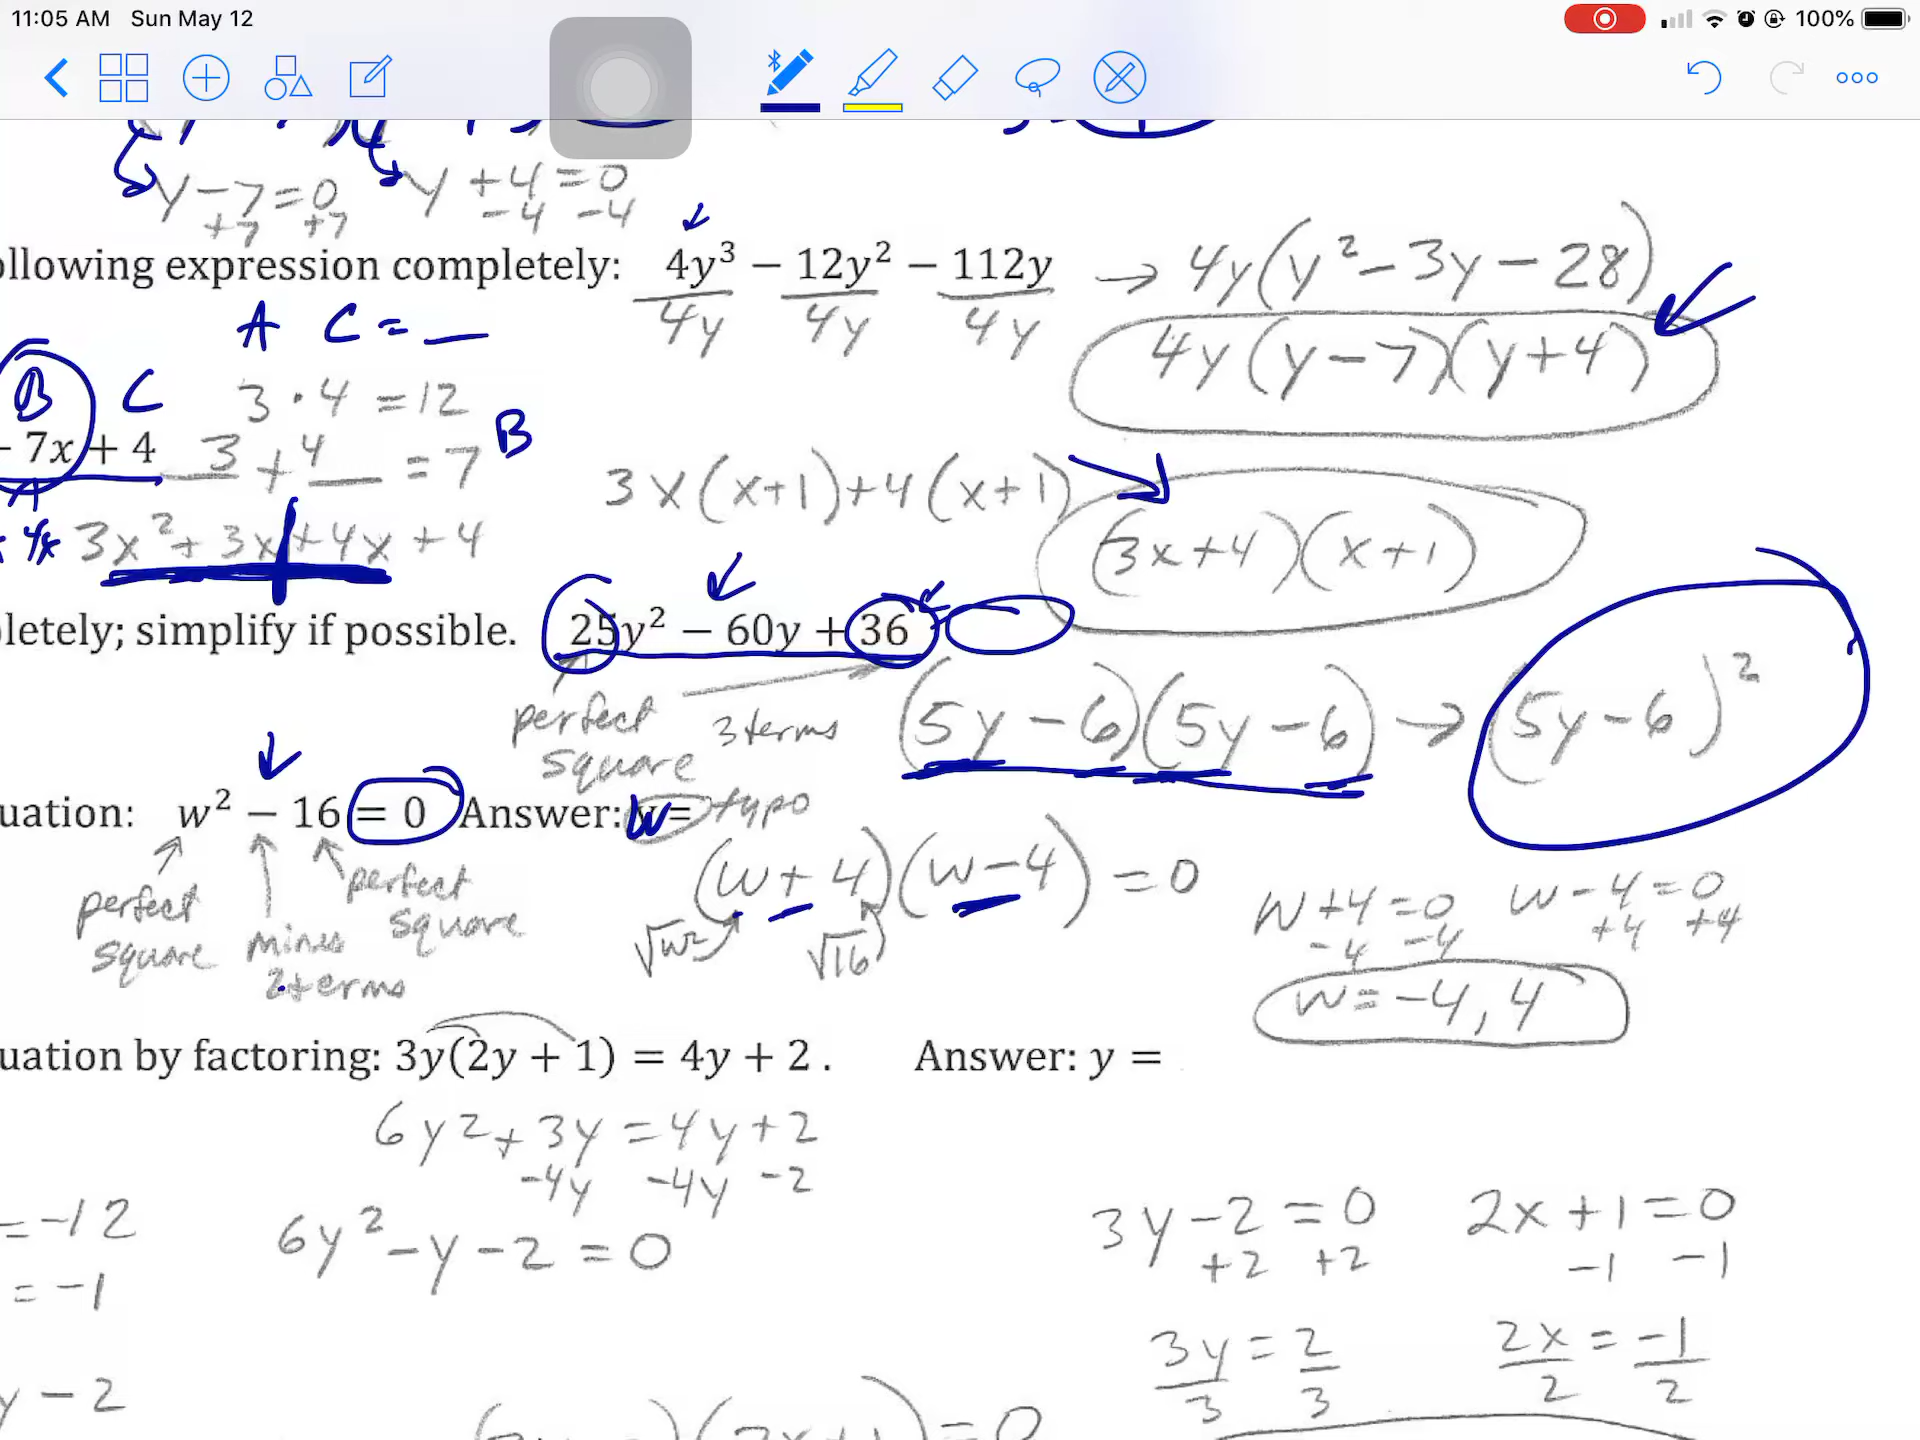 11:05 AM Sun May 12
100%
y - 7 = 0 y + 4 = 0
+7 +7 -4 -4
ollowing expression completely: 4y³ − 12y² − 112y → 4y(y² - 3y - 28)
4y 4y 4y
4y(y - 7)(y + 4)
A C = _
B C 3 · 4 = 12
- 7x + 4 3 + 4 = 7 B
3x(x+1)+4(x+1)
4x 3x² + 3x + 4x + 4
(3x+4)(x+1)
letely; simplify if possible. 25y² − 60y + 36
perfect square 3 terms (5y - 6)(5y - 6) → (5y - 6)²
uation: w² − 16 = 0 Answer: w = typo
(w + 4)(w - 4) = 0
perfect square minus 2 terms perfect square
√w² √16
w + 4 = 0 w - 4 = 0
-4 -4 +4 +4
w = -4, 4
uation by factoring: 3y(2y + 1) = 4y + 2 . Answer: y =
6y² + 3y = 4y + 2
-4y -4y -2
= -12 6y² - y - 2 = 0
= -1
3y - 2 = 0 2x + 1 = 0
+2 +2 -1 -1
3y = 2 2x = -1
3 3 2 2
y - 2
= 0